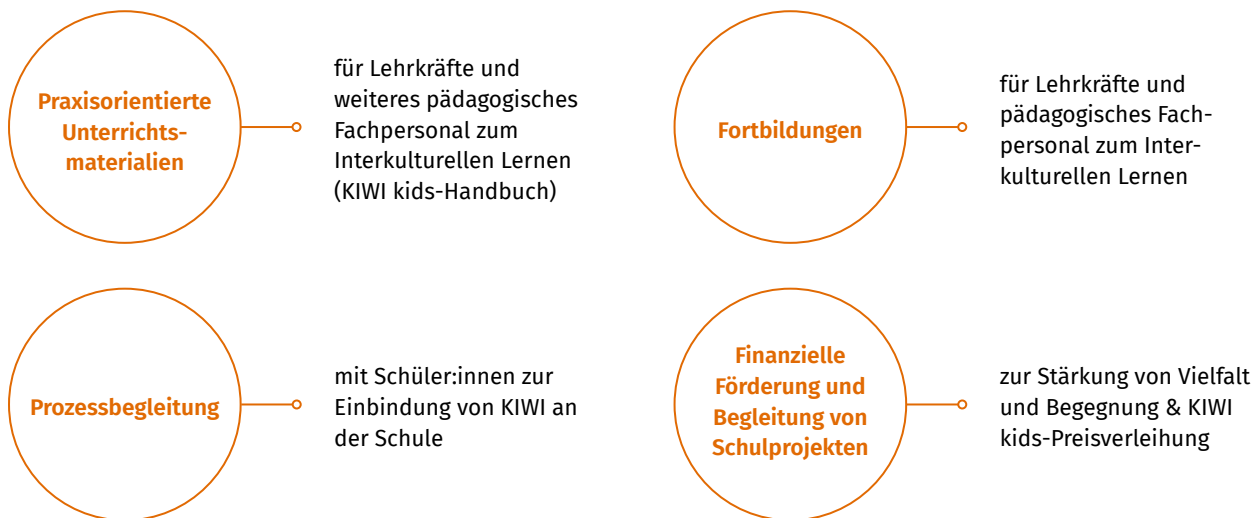 Praxisorientierte
Unterrichts-
materialien
für Lehrkräfte und
weiteres pädagogisches
Fachpersonal zum
Interkulturellen Lernen
(KIWI kids-Handbuch)
Fortbildungen
für Lehrkräfte und
pädagogisches Fach-
personal zum Inter-
kulturellen Lernen
Prozessbegleitung
mit Schüler:innen zur
Einbindung von KIWI an
der Schule
Finanzielle
Förderung und
Begleitung von
Schulprojekten
zur Stärkung von Vielfalt
und Begegnung & KIWI
kids-Preisverleihung